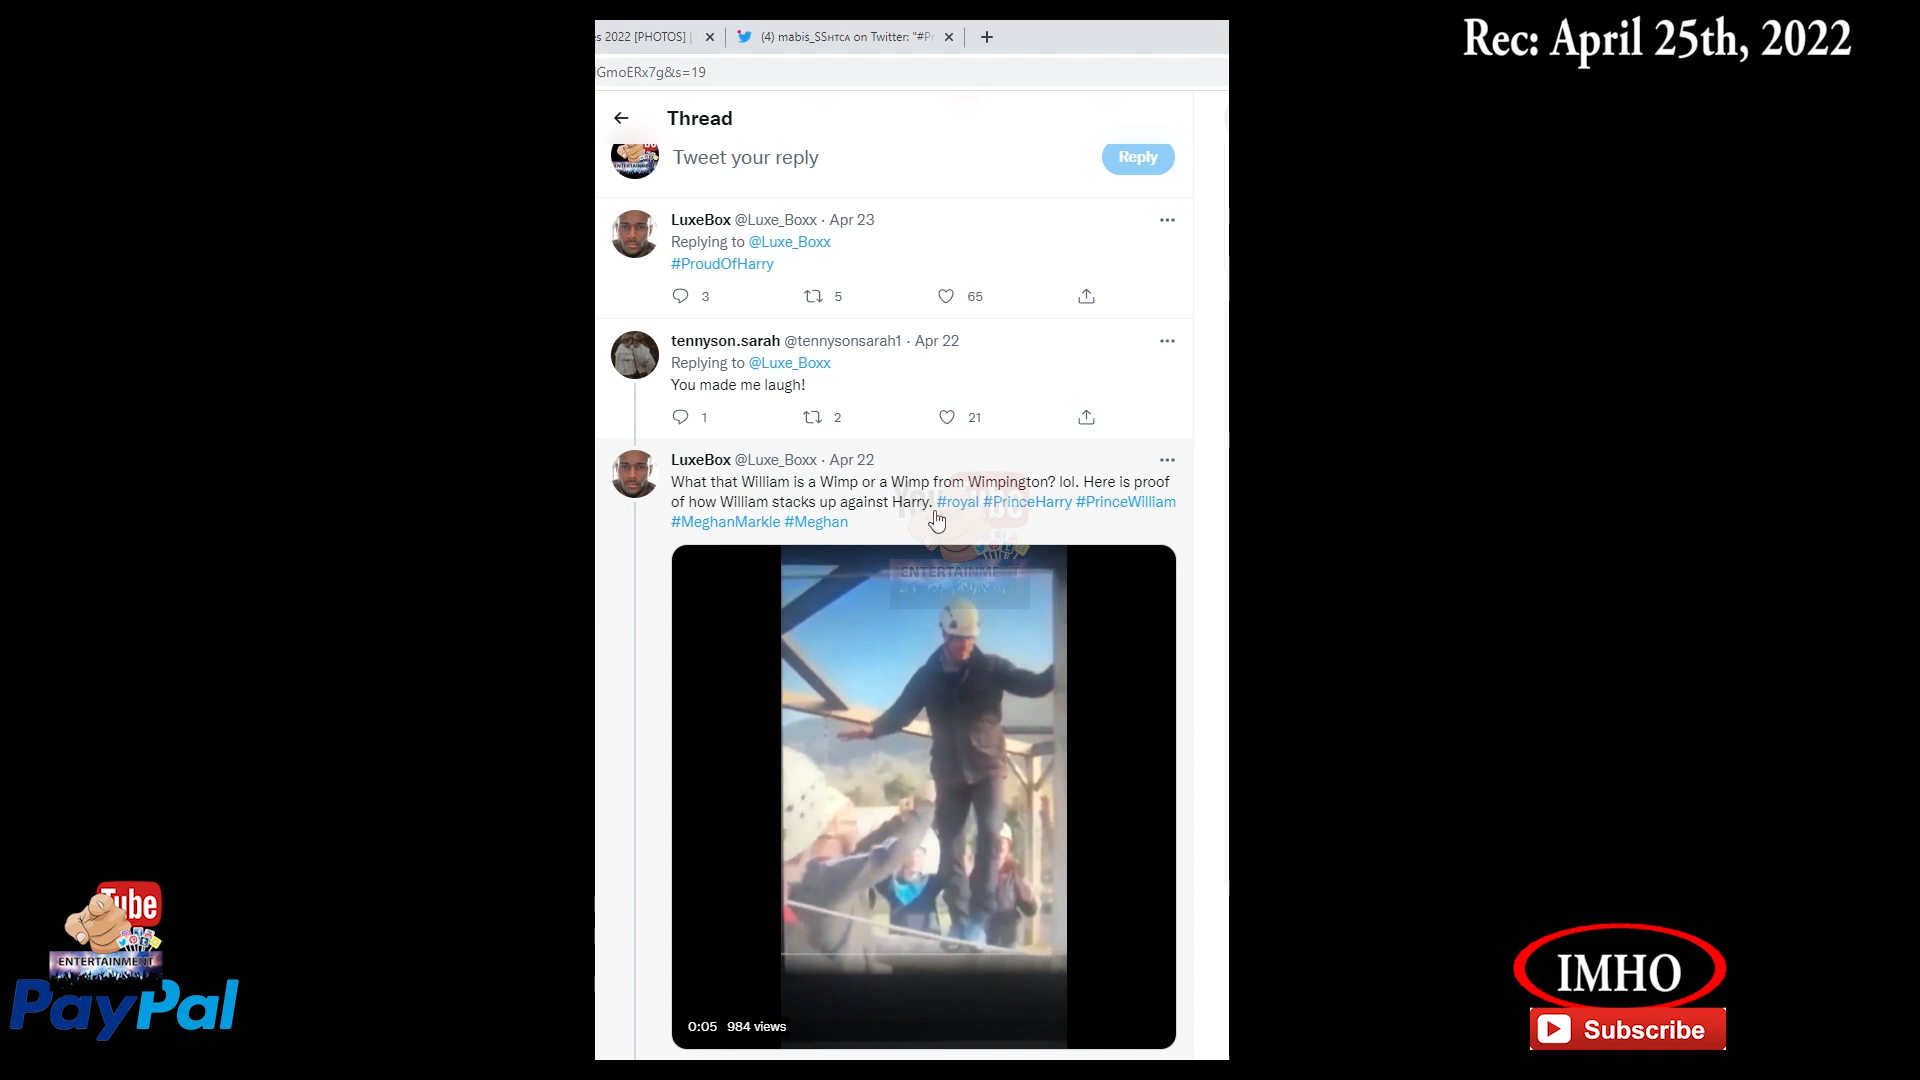 Rec: April 25th, 2022
s 2022 [PHOTOS] |
(4) mabis_SSHTCA on Twitter: "#Pr
GmoERx7g&s=19
Thread
Tweet your reply
Reply
LuxeBox @Luxe_Boxx · Apr 23
Replying to @Luxe_Boxx
#ProudOfHarry
3 5 65
tennyson.sarah @tennysonsarah1 · Apr 22
Replying to @Luxe_Boxx
You made me laugh!
1 2 21
LuxeBox @Luxe_Boxx · Apr 22
What that William is a Wimp or a Wimp from Wimpington? lol. Here is proof
of how William stacks up against Harry. #royal #PrinceHarry #PrinceWilliam
#MeghanMarkle #Meghan
ENTERTAINMENT
0:05 984 views
Tube
ENTERTAINMENT
PayPal
IMHO
Subscribe